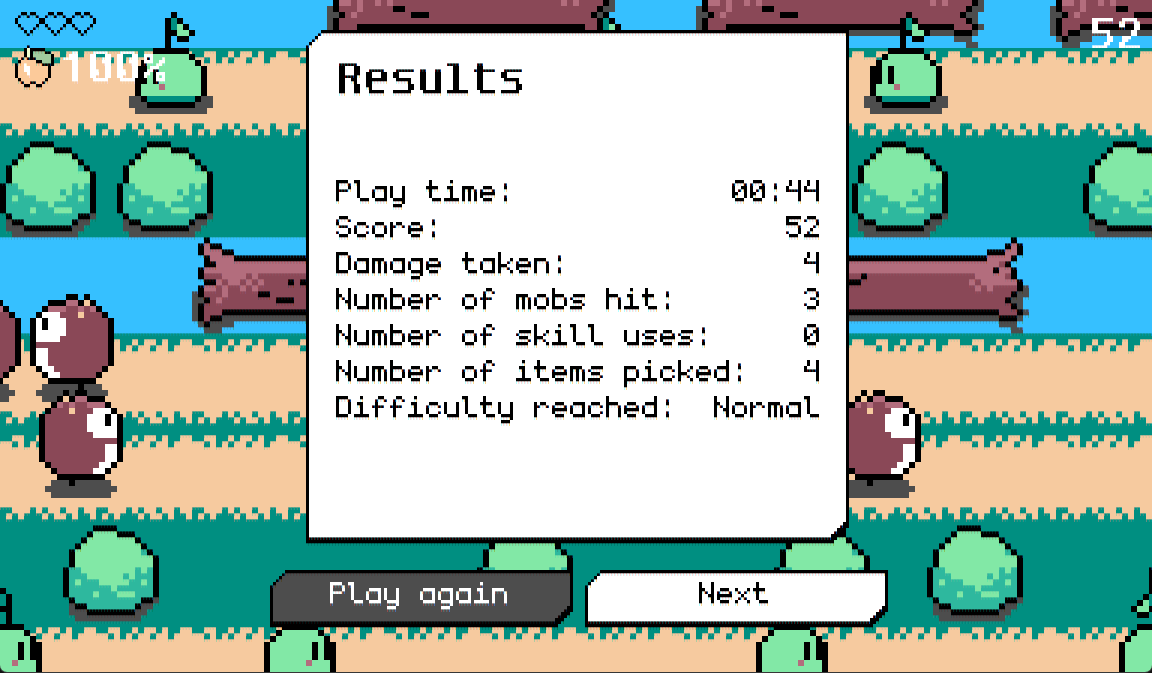 52
100%
Results
Play time: 00:44
Score: 52
Damage taken: 4
Number of mobs hit: 3
Number of skill uses: 0
Number of items picked: 4
Difficulty reached: Normal
Play again
Next